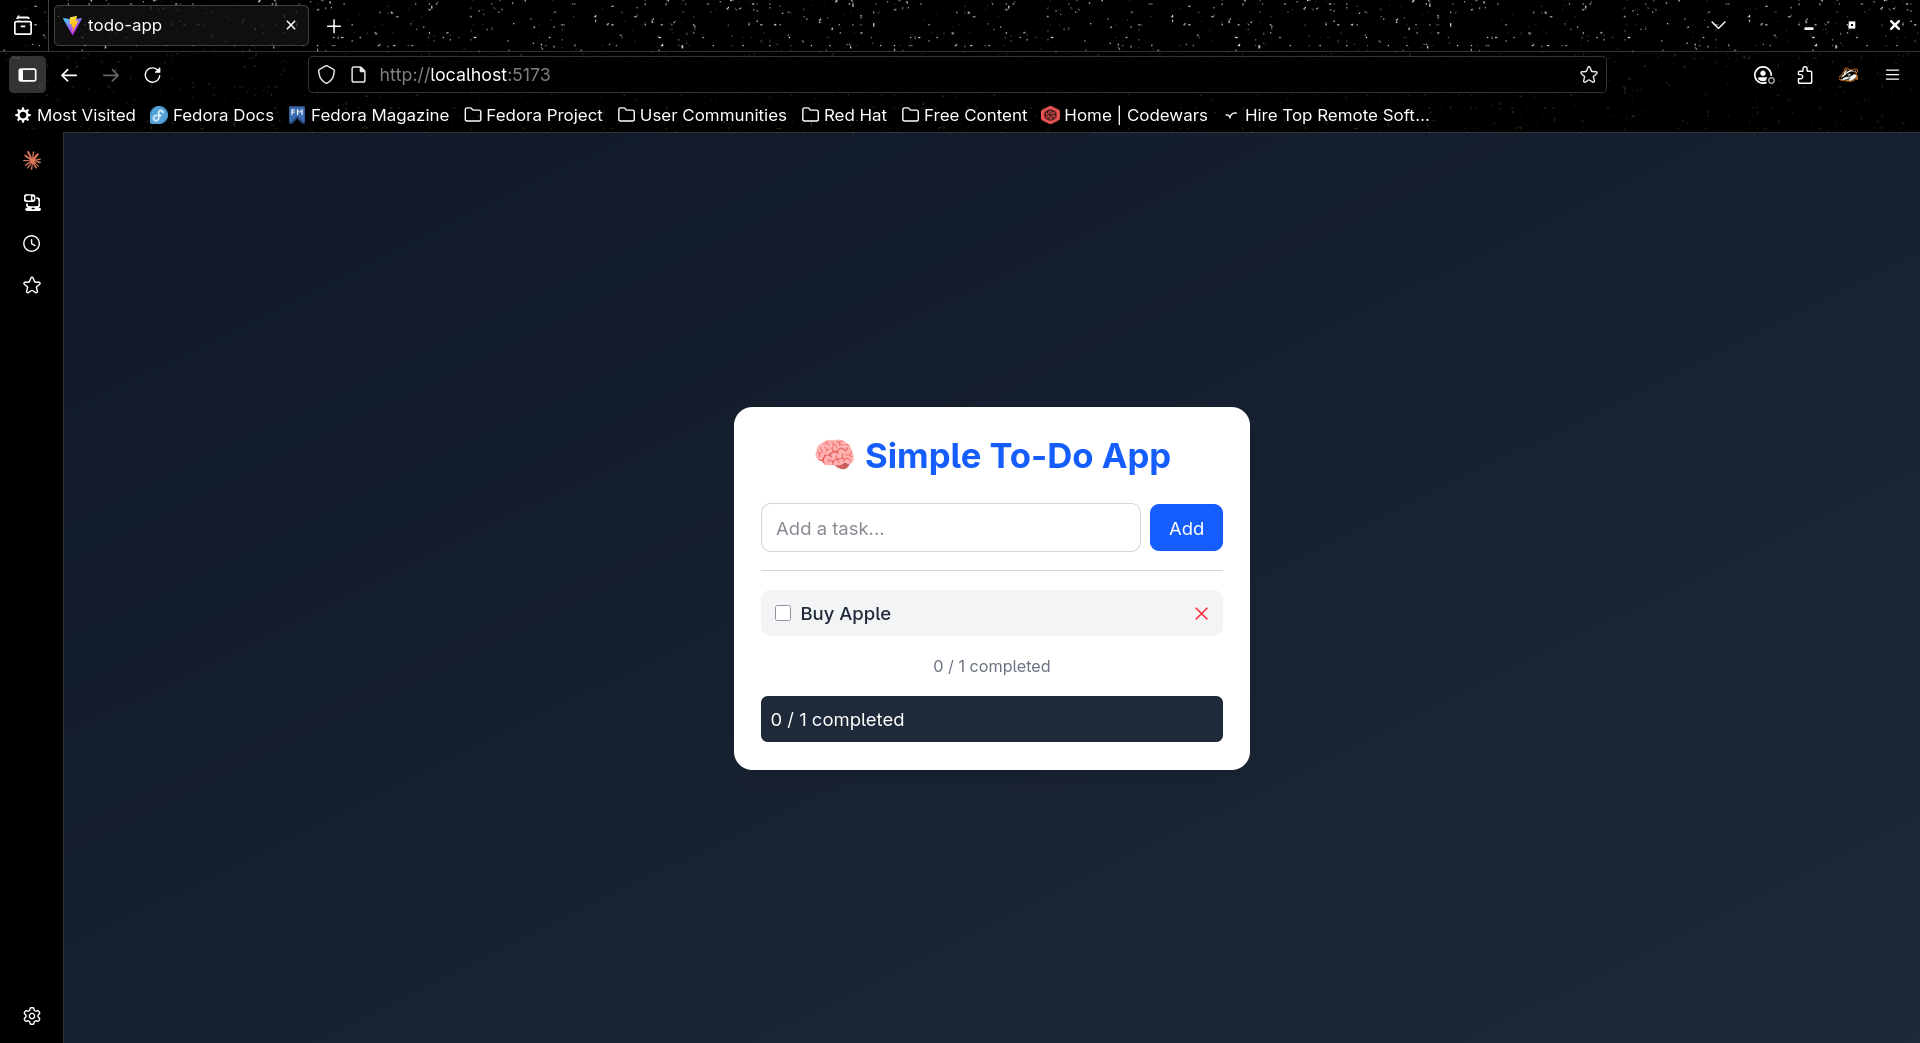 todo-app
http://localhost:5173
Most Visited Fedora Docs Fedora Magazine Fedora Project User Communities Red Hat Free Content Home | Codewars Hire Top Remote Soft...
Simple To-Do App
Add a task... Add
Buy Apple
0 / 1 completed
0 / 1 completed